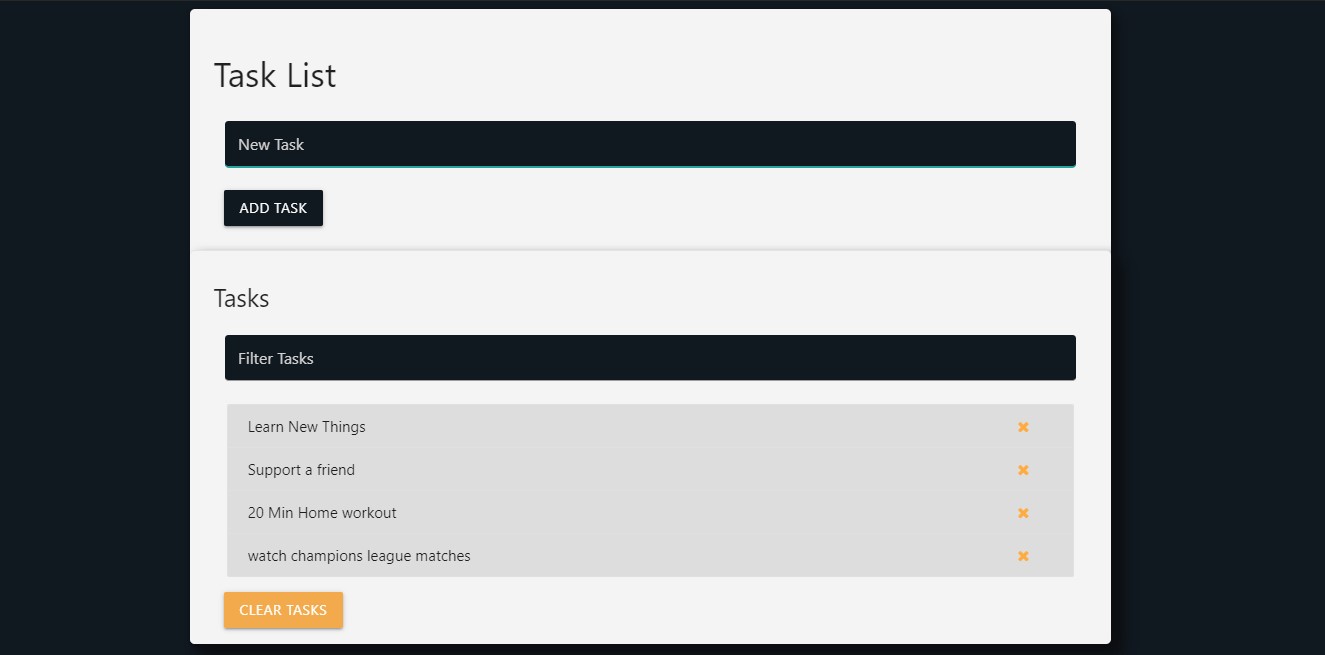 Task List
New Task
ADD TASK
Tasks
Filter Tasks
Learn New Things
Support a friend
20 Min Home workout
watch champions league matches
CLEAR TASKS